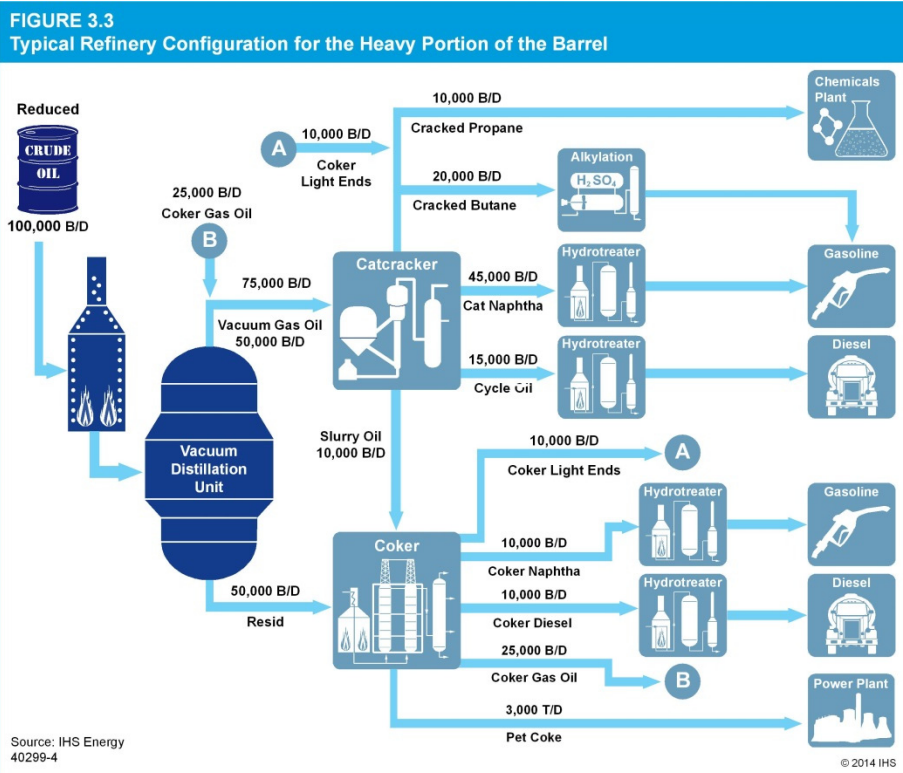 FIGURE 3.3
Typical Refinery Configuration for the Heavy Portion of the Barrel
Reduced
CRUDE
OIL
100,000 B/D
A
10,000 B/D
Coker
Light Ends
25,000 B/D
Coker Gas Oil
B
75,000 B/D
Vacuum Gas Oil
50,000 B/D
Vacuum
Distillation
Unit
50,000 B/D
Resid
Catcracker
10,000 B/D
Cracked Propane
Chemicals
Plant
20,000 B/D
Cracked Butane
Alkylation
H2SO4
45,000 B/D
Cat Naphtha
Hydrotreater
Gasoline
15,000 B/D
Cycle Oil
Hydrotreater
Diesel
Slurry Oil
10,000 B/D
Coker
10,000 B/D
Coker Light Ends
A
10,000 B/D
Coker Naphtha
Hydrotreater
Gasoline
10,000 B/D
Coker Diesel
Hydrotreater
Diesel
25,000 B/D
Coker Gas Oil
B
3,000 T/D
Pet Coke
Power Plant
Source: IHS Energy
40299-4
© 2014 IHS